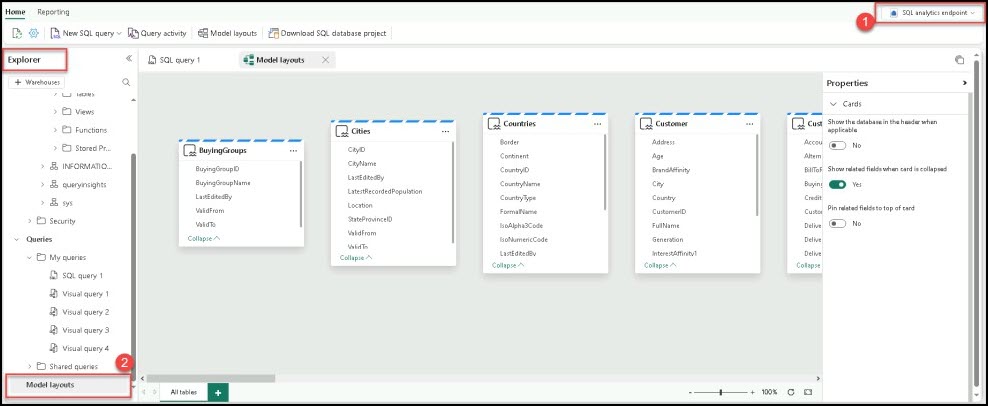 Home Reporting
1 SQL analytics endpoint
New SQL query Query activity Model layouts Download SQL database project
Explorer
+ Warehouses
Tables
Views
Functions
Stored Pr...
INFORMATIO...
queryinsights
sys
Security
Queries
My queries
SQL query 1
Visual query 1
Visual query 2
Visual query 3
Visual query 4
Shared queries
2
Model layouts
SQL query 1 Model layouts
BuyingGroups ...
BuyingGroupID
BuyingGroupName
LastEditedBy
ValidFrom
ValidTo
Collapse
Cities ...
CityID
CityName
LastEditedBy
LatestRecordedPopulation
Location
StateProvinceID
ValidFrom
ValidTo
Collapse
Countries ...
Border
Continent
CountryID
CountryName
CountryType
FormalName
IsoAlpha3Code
IsoNumericCode
LastEditedBy
Collapse
Customer ...
Address
Age
BrandAffinity
City
Country
CustomerID
FullName
Generation
InterestAffinity1
Collapse
Cust
Accou
Altern
BillToF
Buying
Credit
Custo
Delive
Delive
Delive
Collapse
Properties
Cards
Show the database in the header when
applicable
No
Show related fields when card is collapsed
Yes
Pin related fields to top of card
No
All tables + - + 100%